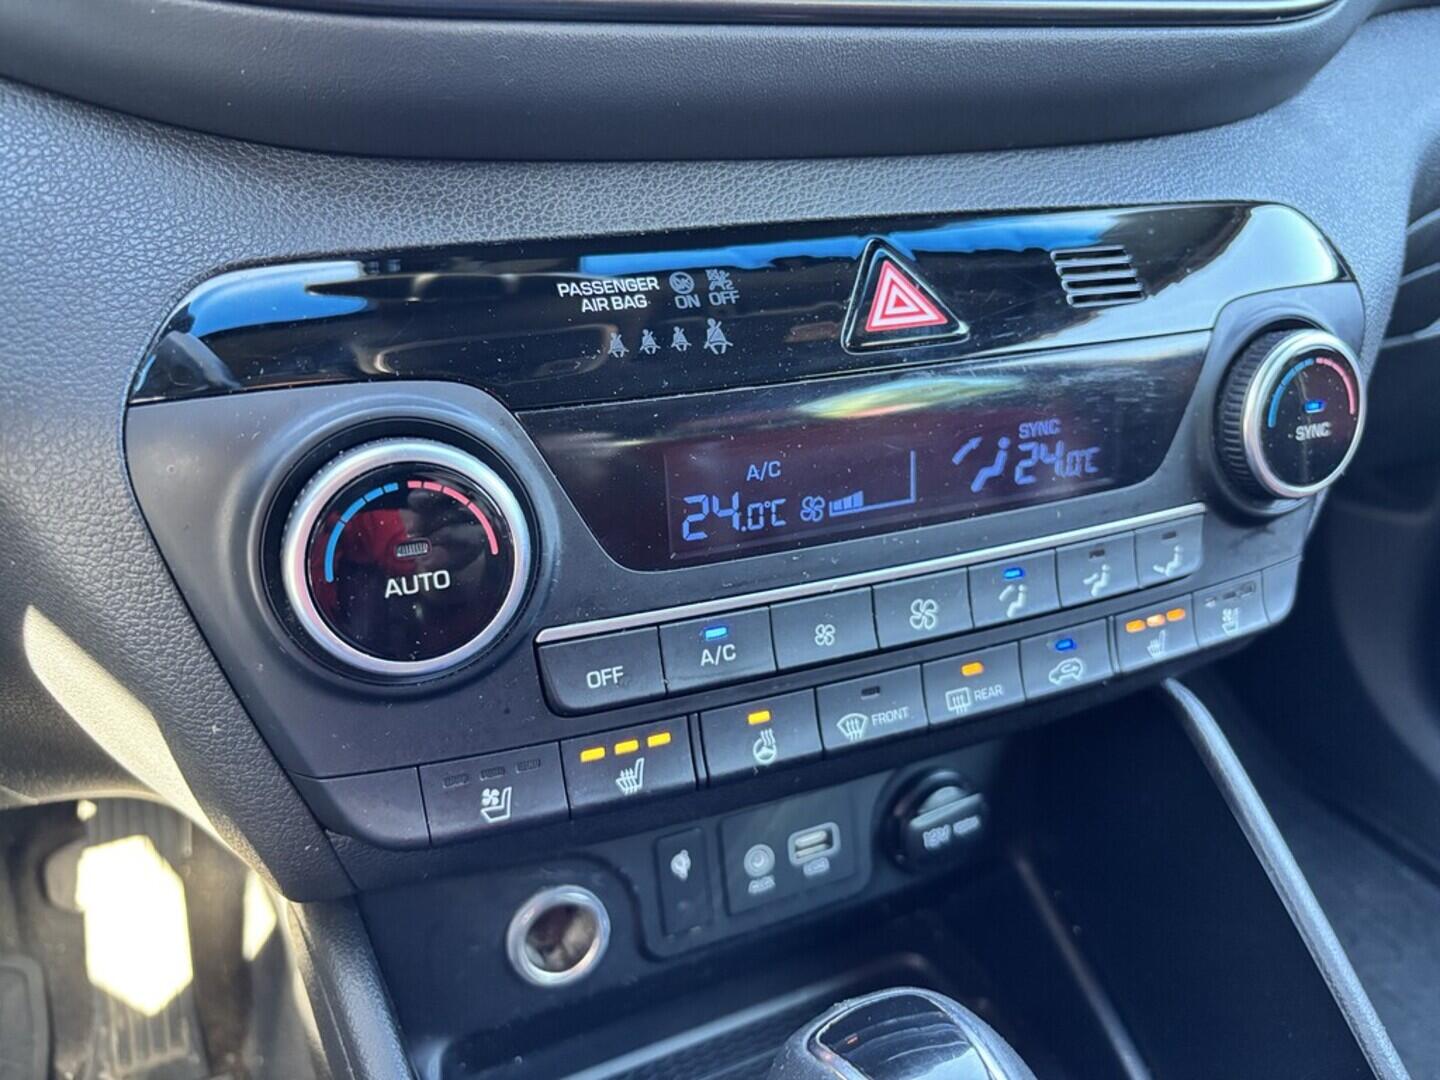 PASSENGER
AIR BAG
ON OFF
SYNC
A/C
24.0°C
24.0°C
SYNC
AUTO
OFF
A/C
FRONT
REAR